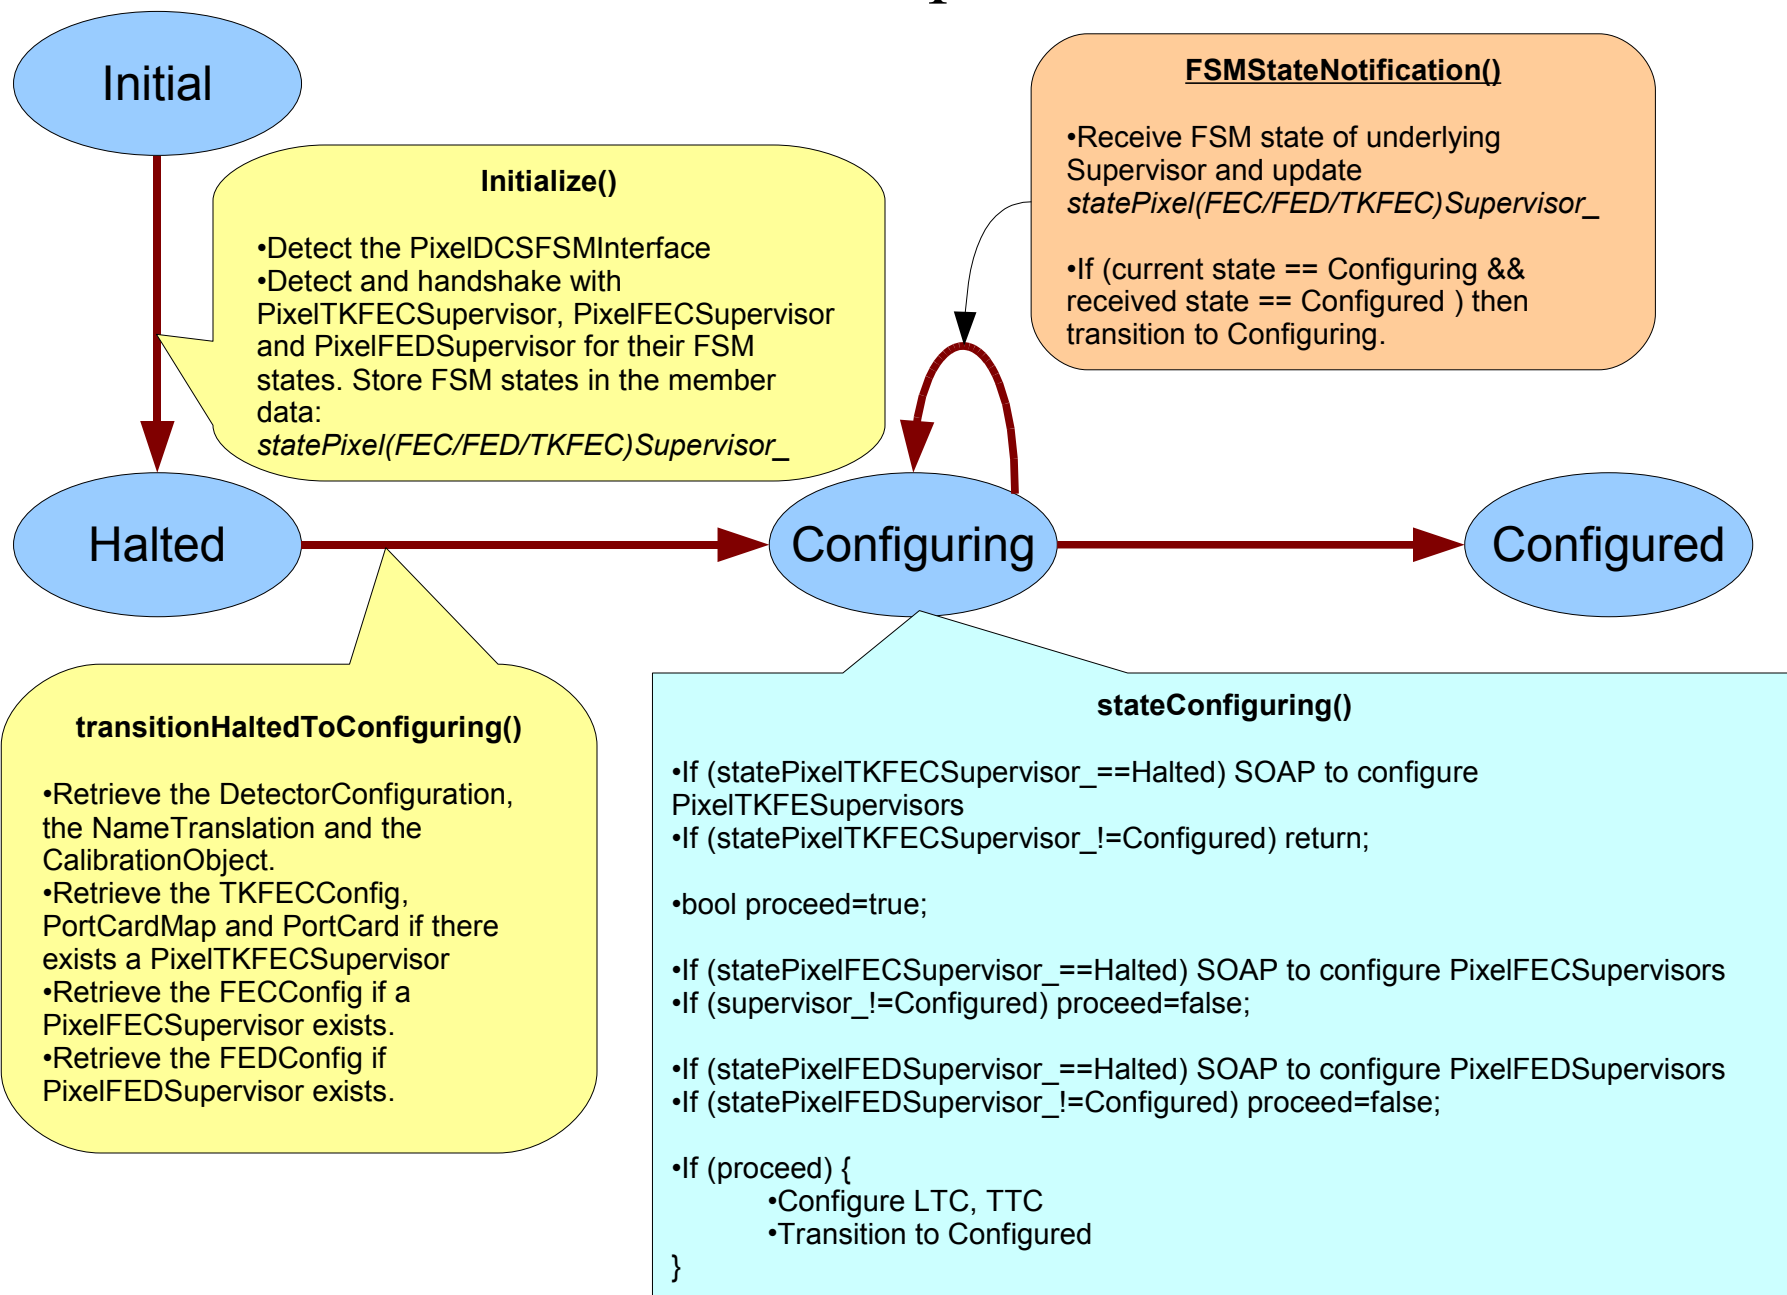 Initial
FSMStateNotification()
•Receive FSM state of underlying
Supervisor and update
statePixel(FEC/FED/TKFEC)Supervisor_
•If (current state == Configuring &&
received state == Configured ) then
transition to Configuring.
Initialize()
•Detect the PixelDCSFSMInterface
•Detect and handshake with
PixelTKFECSupervisor, PixelFECSupervisor
and PixelFEDSupervisor for their FSM
states. Store FSM states in the member
data:
statePixel(FEC/FED/TKFEC)Supervisor_
Halted
Configuring
Configured
transitionHaltedToConfiguring()
•Retrieve the DetectorConfiguration,
the NameTranslation and the
CalibrationObject.
•Retrieve the TKFECConfig,
PortCardMap and PortCard if there
exists a PixelTKFECSupervisor
•Retrieve the FECConfig if a
PixelFECSupervisor exists.
•Retrieve the FEDConfig if
PixelFEDSupervisor exists.
stateConfiguring()
•If (statePixelTKFECSupervisor_==Halted) SOAP to configure
PixelTKFESupervisors
•If (statePixelTKFECSupervisor_!=Configured) return;
•bool proceed=true;
•If (statePixelFECSupervisor_==Halted) SOAP to configure PixelFECSupervisors
•If (supervisor_!=Configured) proceed=false;
•If (statePixelFEDSupervisor_==Halted) SOAP to configure PixelFEDSupervisors
•If (statePixelFEDSupervisor_!=Configured) proceed=false;
•If (proceed) {
•Configure LTC, TTC
•Transition to Configured
}